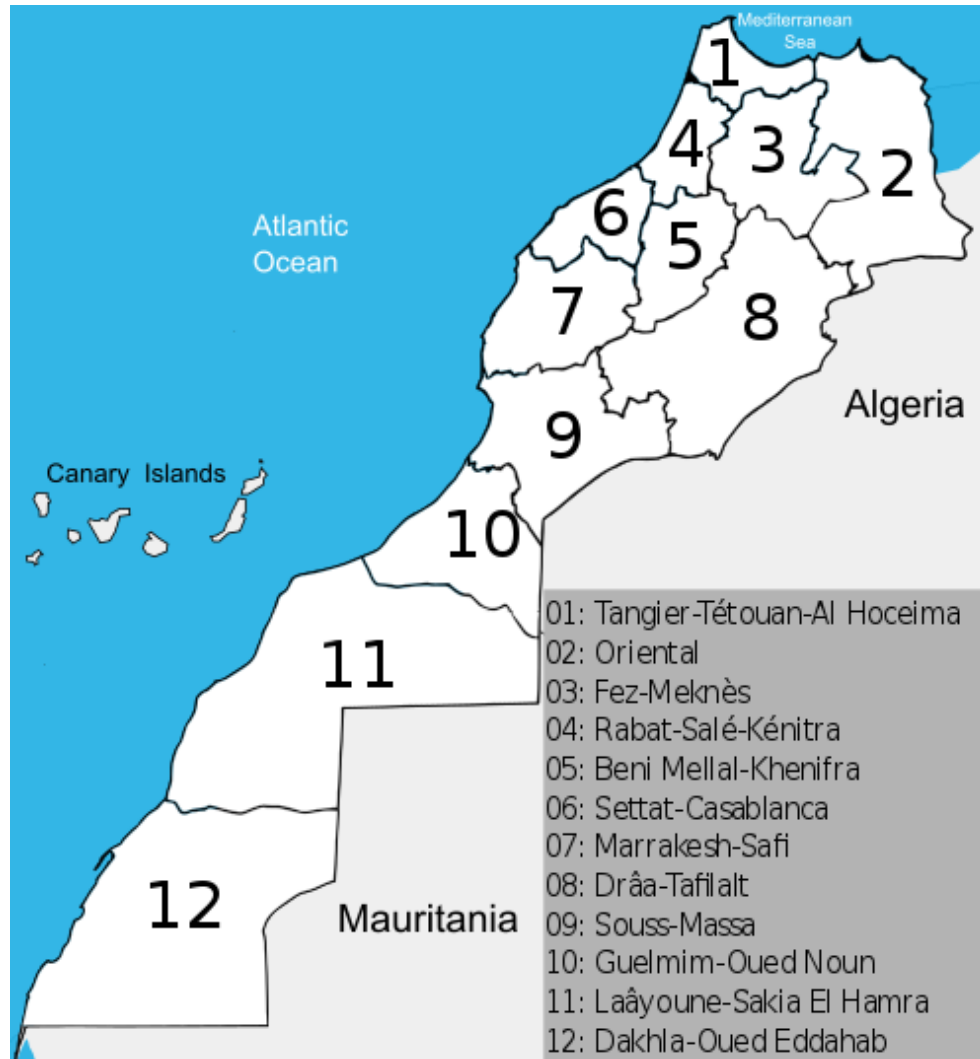 Mediterranean
Sea
1
4
3
2
6
5
Atlantic
Ocean
7
8
Algeria
9
Canary Islands
10
11
12
Mauritania
01: Tangier-Tétouan-Al Hoceima
02: Oriental
03: Fez-Meknès
04: Rabat-Salé-Kénitra
05: Beni Mellal-Khenifra
06: Settat-Casablanca
07: Marrakesh-Safi
08: Drâa-Tafilalt
09: Souss-Massa
10: Guelmim-Oued Noun
11: Laâyoune-Sakia El Hamra
12: Dakhla-Oued Eddahab